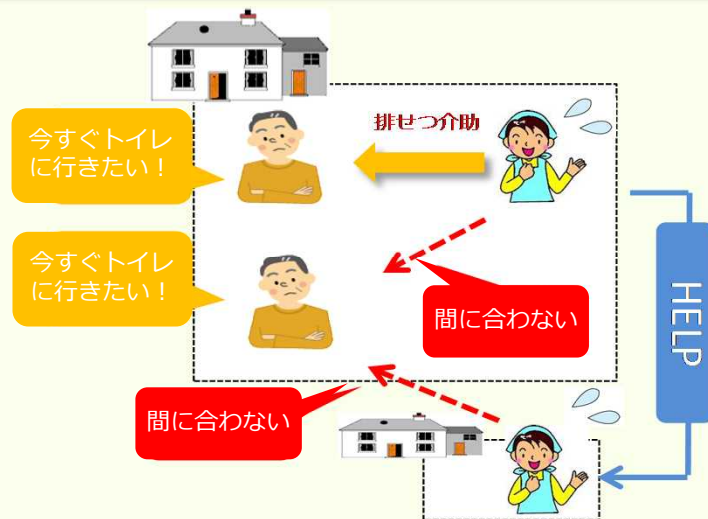 排せつ介助
今すぐトイレ
に行きたい！
今すぐトイレ
に行きたい！
間に合わない
HELP
間に合わない